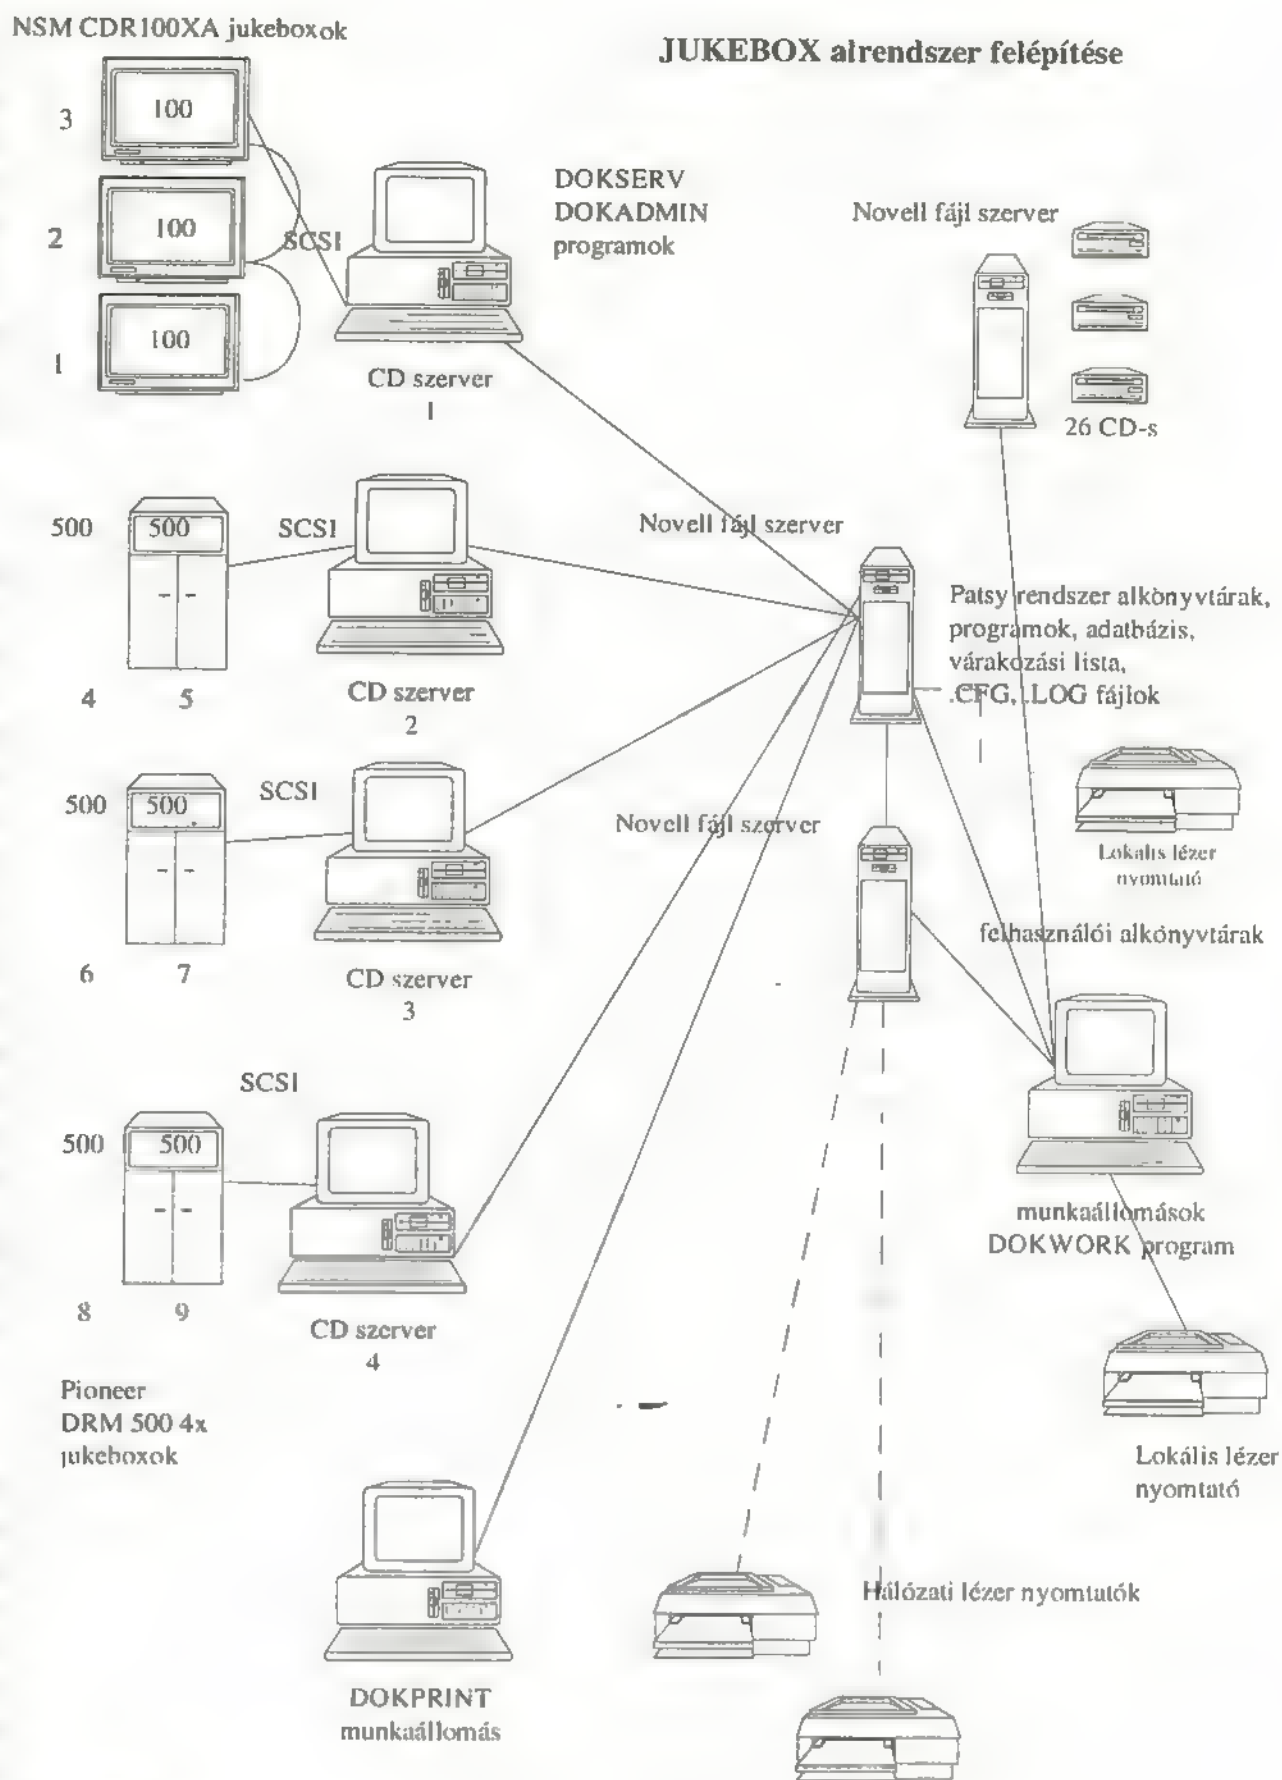 NSM CDR100XA jukeboxok
JUKEBOX alrendszer felépítése
3
100
2
100
1
100
SCSI
DOKSERV
DOKADMIN
programok
CD szerver
1
Novell fájl szerver
26 CD-s
500
500
SCSI
4
5
CD szerver
2
Novell fájl szerver
Patsy rendszer alkönyvtárak,
programok, adatbázis,
várakozási lista,
.CFG, .LOG fájlok
500
500
SCSI
6
7
CD szerver
3
Novell fájl szerver
Lokális lézer
nyomtató
felhasználói alkönyvtárak
SCSI
500
500
8
9
CD szerver
4
munkaállomások
DOKWORK program
Pioneer
DRM 500 4x
jukeboxok
Lokális lézer
nyomtató
Hálózati lézer nyomtatók
DOKPRINT
munkaállomás